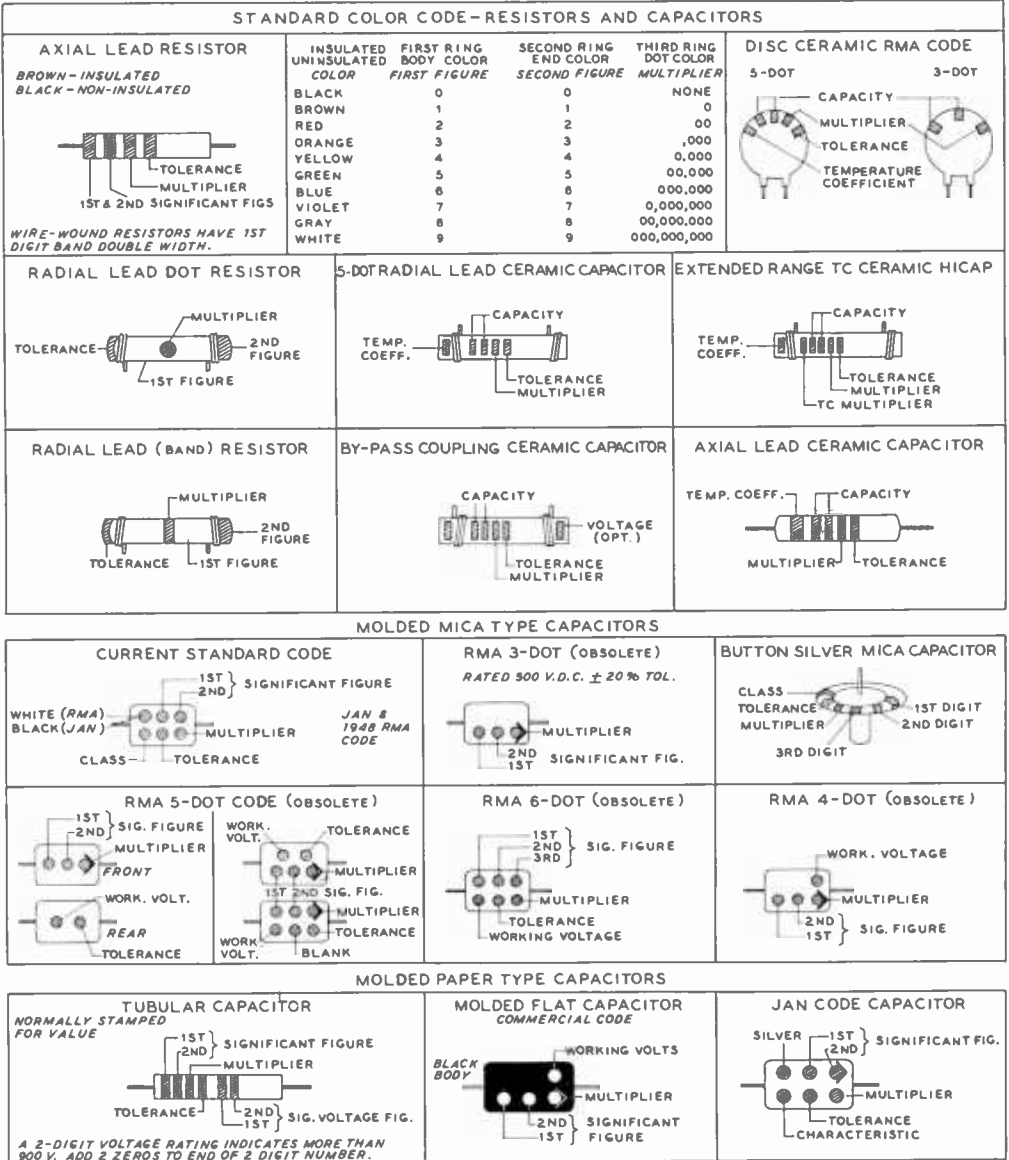 STANDARD COLOR CODE-RESISTORS AND CAPACITORS
AXIAL LEAD RESISTOR
BROWN-INSULATED
BLACK-NON-INSULATED
TOLERANCE
MULTIPLIER
1ST & 2ND SIGNIFICANT FIGS
WIRE-WOUND RESISTORS HAVE 1ST
DIGIT BAND DOUBLE WIDTH.
INSULATED FIRST RING SECOND RING THIRD RING
UNINSULATED BODY COLOR END COLOR DOT COLOR
COLOR FIRST FIGURE SECOND FIGURE MULTIPLIER
BLACK 0 0 NONE
BROWN 1 1 0
RED 2 2 00
ORANGE 3 3 ,000
YELLOW 4 4 0,000
GREEN 5 5 00,000
BLUE 6 6 000,000
VIOLET 7 7 0,000,000
GRAY 8 8 00,000,000
WHITE 9 9 000,000,000
DISC CERAMIC RMA CODE
5-DOT 3-DOT
CAPACITY
MULTIPLIER
TOLERANCE
TEMPERATURE
COEFFICIENT
RADIAL LEAD DOT RESISTOR
MULTIPLIER
TOLERANCE
2ND
FIGURE
1ST FIGURE
5-DOT RADIAL LEAD CERAMIC CAPACITOR
CAPACITY
TEMP.
COEFF.
TOLERANCE
MULTIPLIER
EXTENDED RANGE TC CERAMIC HICAP
CAPACITY
TEMP.
COEFF.
TOLERANCE
MULTIPLIER
TC MULTIPLIER
RADIAL LEAD (BAND) RESISTOR
MULTIPLIER
2ND
FIGURE
TOLERANCE 1ST FIGURE
BY-PASS COUPLING CERAMIC CAPACITOR
CAPACITY
VOLTAGE
(OPT.)
TOLERANCE
MULTIPLIER
AXIAL LEAD CERAMIC CAPACITOR
TEMP. COEFF. CAPACITY
MULTIPLIER TOLERANCE
MOLDED MICA TYPE CAPACITORS
CURRENT STANDARD CODE
1ST
2ND SIGNIFICANT FIGURE
WHITE (RMA)
BLACK (JAN)
MULTIPLIER
JAN &
1948 RMA
CODE
CLASS TOLERANCE
RMA 3-DOT (OBSOLETE)
RATED 500 V.D.C. ± 20% TOL.
MULTIPLIER
2ND
1ST SIGNIFICANT FIG.
BUTTON SILVER MICA CAPACITOR
CLASS
TOLERANCE
MULTIPLIER
1ST DIGIT
2ND DIGIT
3RD DIGIT
RMA 5-DOT CODE (OBSOLETE)
1ST
2ND SIG. FIGURE
MULTIPLIER
FRONT
WORK. VOLT.
REAR
TOLERANCE
WORK.
VOLT.
TOLERANCE
MULTIPLIER
1ST 2ND SIG. FIG.
MULTIPLIER
TOLERANCE
WORK.
VOLT.
BLANK
RMA 6-DOT (OBSOLETE)
1ST
2ND
3RD
SIG. FIGURE
MULTIPLIER
TOLERANCE
WORKING VOLTAGE
RMA 4-DOT (OBSOLETE)
WORK. VOLTAGE
MULTIPLIER
2ND
1ST SIG. FIGURE
MOLDED PAPER TYPE CAPACITORS
TUBULAR CAPACITOR
NORMALLY STAMPED
FOR VALUE
1ST
2ND SIGNIFICANT FIGURE
MULTIPLIER
TOLERANCE
2ND
1ST SIG. VOLTAGE FIG.
A 2-DIGIT VOLTAGE RATING INDICATES MORE THAN
900 V. ADD 2 ZEROS TO END OF 2 DIGIT NUMBER.
MOLDED FLAT CAPACITOR
COMMERCIAL CODE
BLACK
BODY
WORKING VOLTS
MULTIPLIER
2ND
1ST
SIGNIFICANT
FIGURE
JAN CODE CAPACITOR
SILVER
1ST
2ND
SIGNIFICANT FIG.
MULTIPLIER
TOLERANCE
CHARACTERISTIC